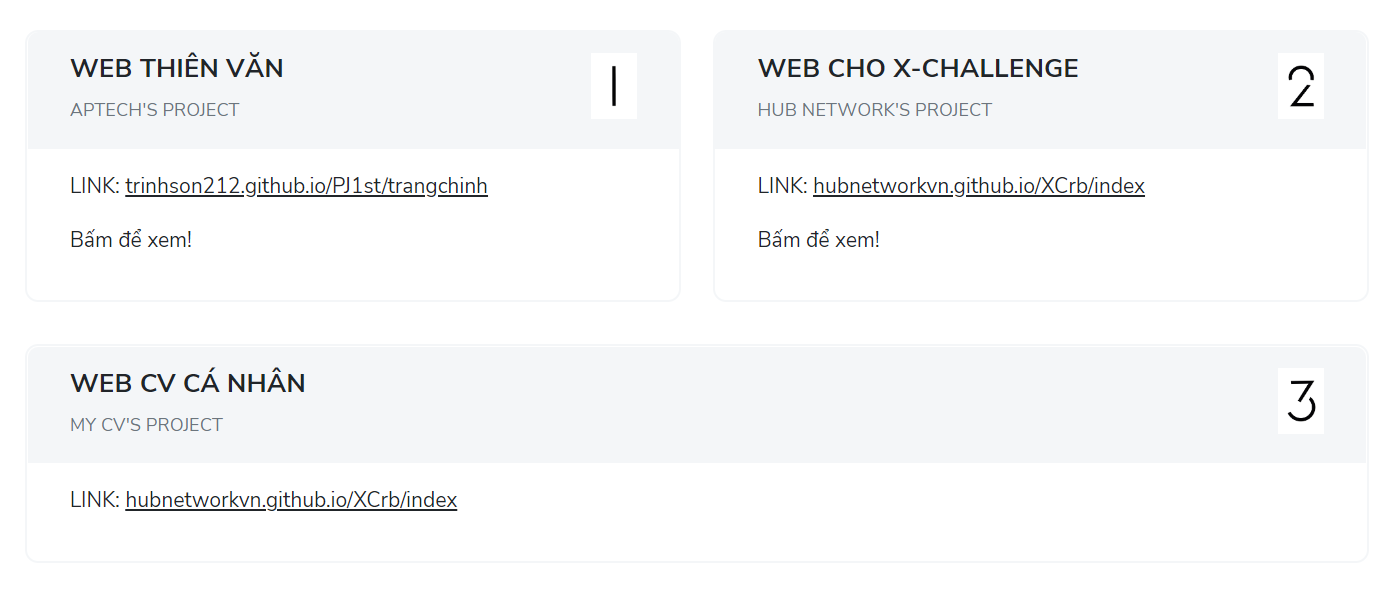 WEB THIÊN VĂN
APTECH'S PROJECT
1
LINK: trinhson212.github.io/PJ1st/trangchinh
Bấm để xem!
WEB CHO X-CHALLENGE
HUB NETWORK'S PROJECT
2
LINK: hubnetworkvn.github.io/XCrb/index
Bấm để xem!
WEB CV CÁ NHÂN
MY CV'S PROJECT
3
LINK: hubnetworkvn.github.io/XCrb/index